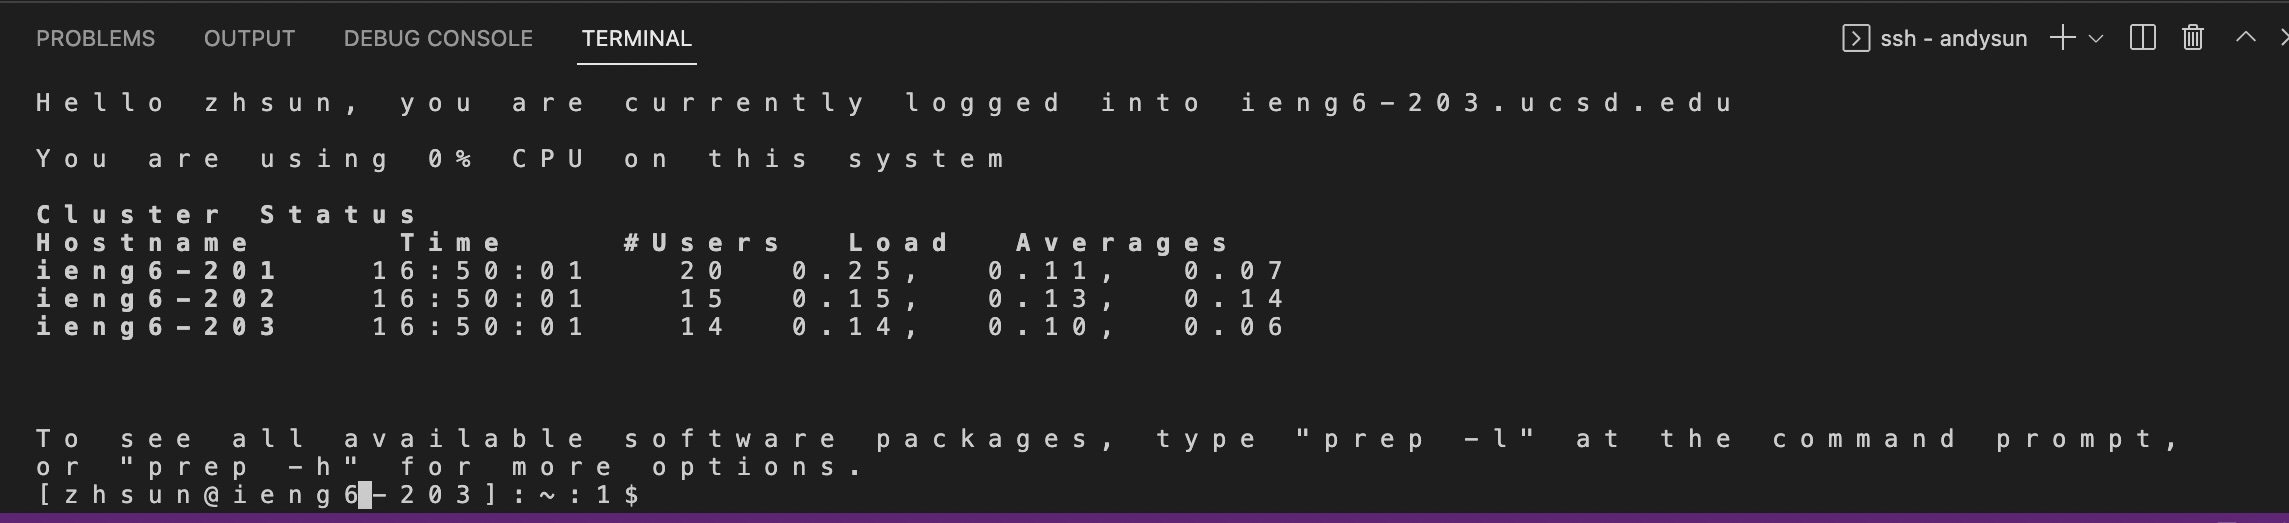 PROBLEMS OUTPUT DEBUG CONSOLE TERMINAL ssh - andysun
Hello zhsun, you are currently logged into ieng6-203.ucsd.edu
You are using 0% CPU on this system
Cluster Status
Hostname Time #Users Load Averages
ieng6-201 16:50:01 20 0.25, 0.11, 0.07
ieng6-202 16:50:01 15 0.15, 0.13, 0.14
ieng6-203 16:50:01 14 0.14, 0.10, 0.06
To see all available software packages, type "prep -l" at the command prompt,
or "prep -h" for more options.
[zhsun@ieng6-203]:~:1$